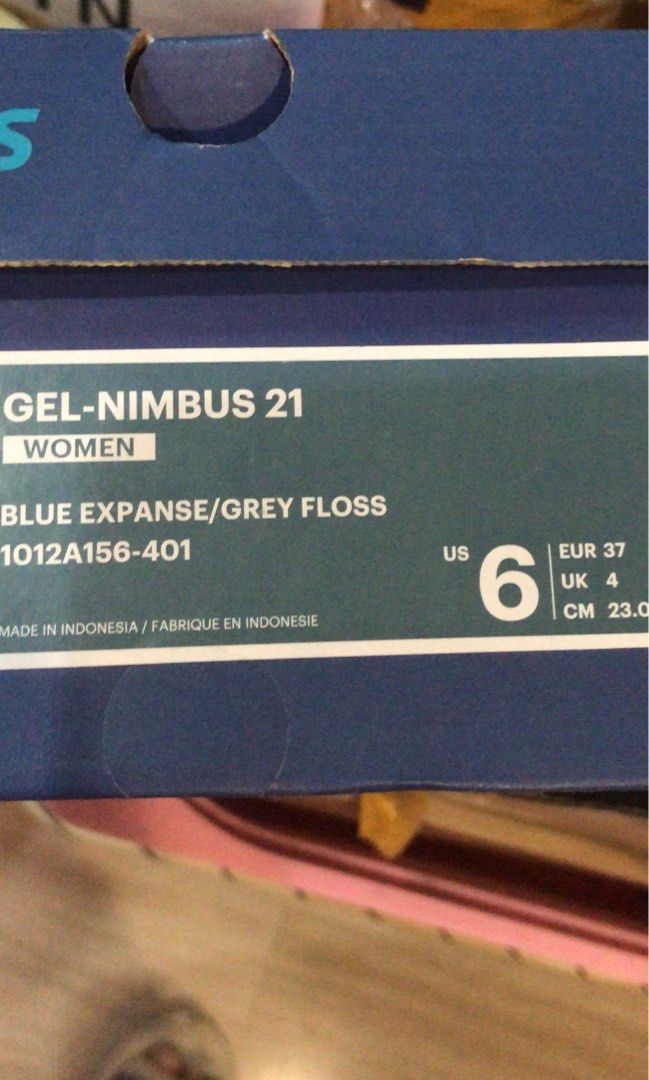 N
s
GEL-NIMBUS 21
WOMEN
BLUE EXPANSE/GREY FLOSS
1012A156-401
US 6
EUR 37
UK 4
CM 23.0
MADE IN INDONESIA / FABRIQUE EN INDONESIE